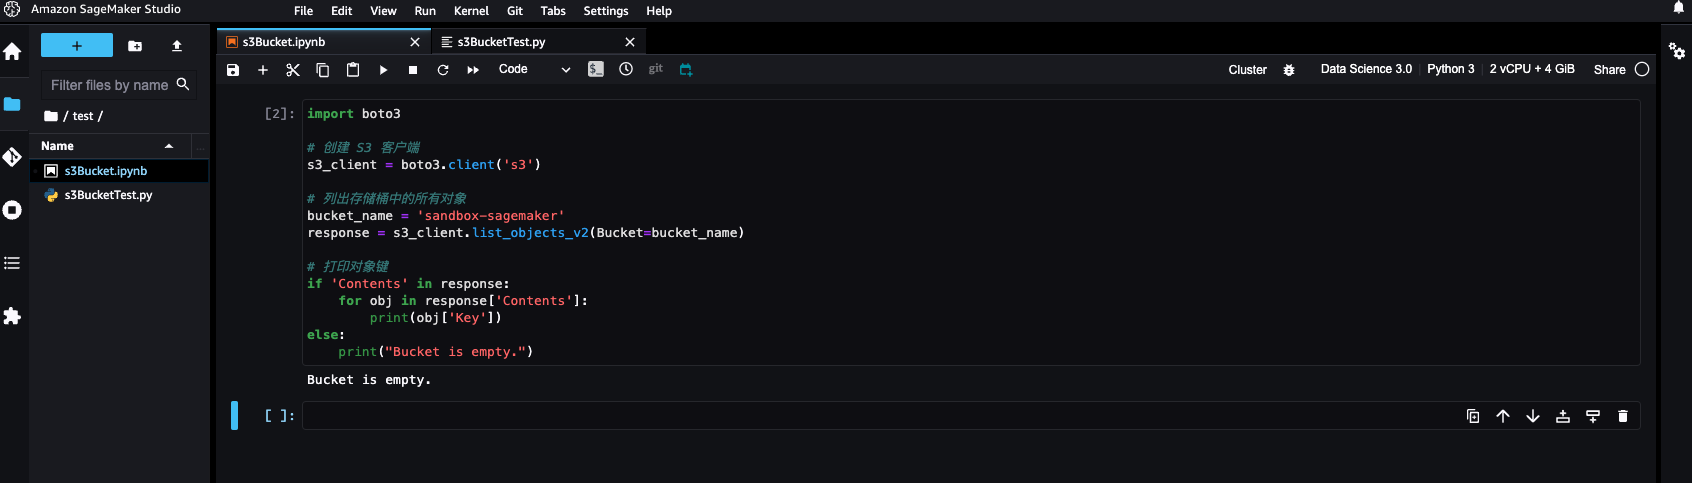 Amazon SageMaker Studio
File Edit View Run Kernel Git Tabs Settings Help
Filter files by name
/ test /
Name
s3Bucket.ipynb
s3BucketTest.py
s3Bucket.ipynb
s3BucketTest.py
Code
$_
git
Cluster
Data Science 3.0 | Python 3 | 2 vCPU + 4 GiB
Share
[2]:
import boto3
# 创建 S3 客户端
s3_client = boto3.client('s3')
# 列出存储桶中的所有对象
bucket_name = 'sandbox-sagemaker'
response = s3_client.list_objects_v2(Bucket=bucket_name)
# 打印对象键
if 'Contents' in response:
    for obj in response['Contents']:
        print(obj['Key'])
else:
    print("Bucket is empty.")
Bucket is empty.
[ ]: